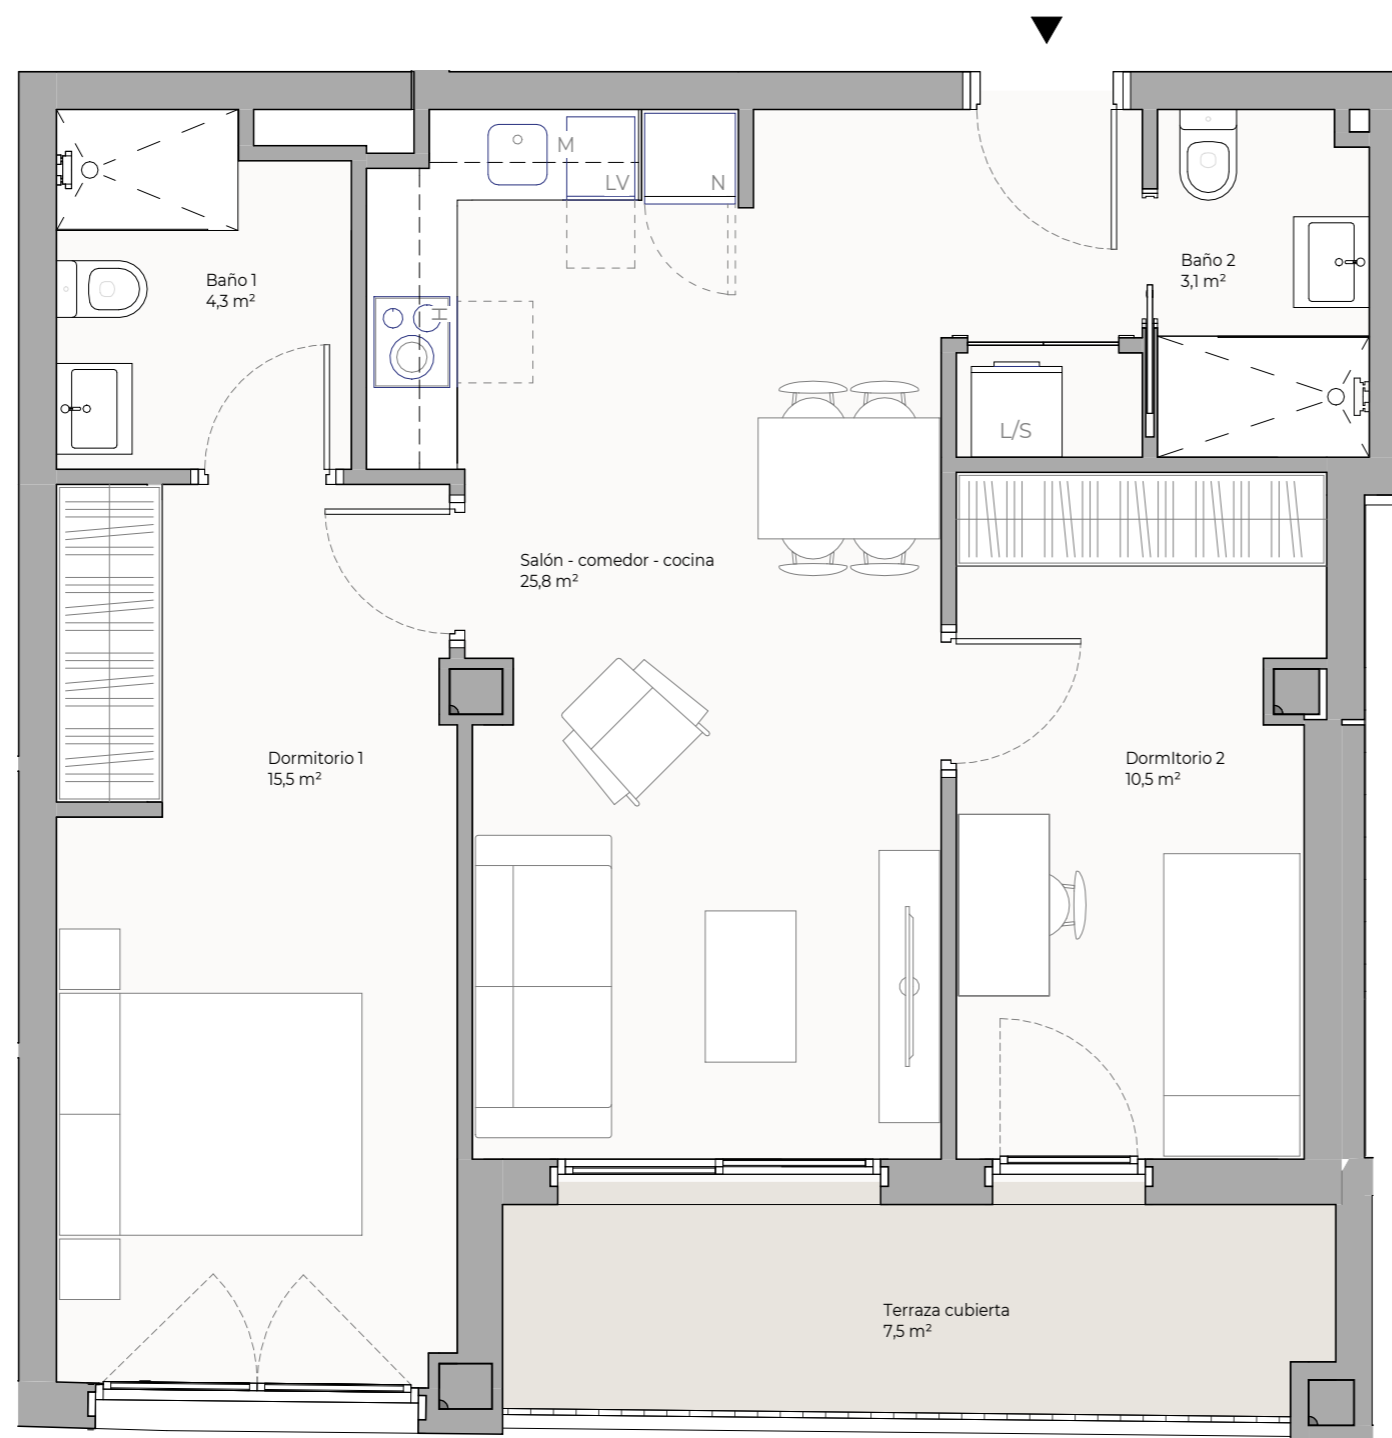 M
LV
N
Baño 1
4,3 m²
Baño 2
3,1 m²
H
L/S
Salón - comedor - cocina
25,8 m²
Dormitorio 1
15,5 m²
DormItorio 2
10,5 m²
Terraza cubierta
7,5 m²